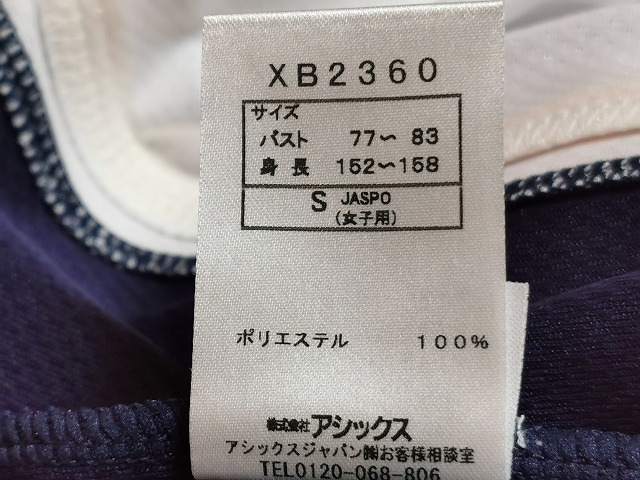 XB2360
サイズ
バスト 77〜 83
身長 152〜158
S JASPO
(女子用)
ポリエステル 100%
株式会社アシックス
アシックスジャパン㈱お客様相談室
TEL0120-068-806